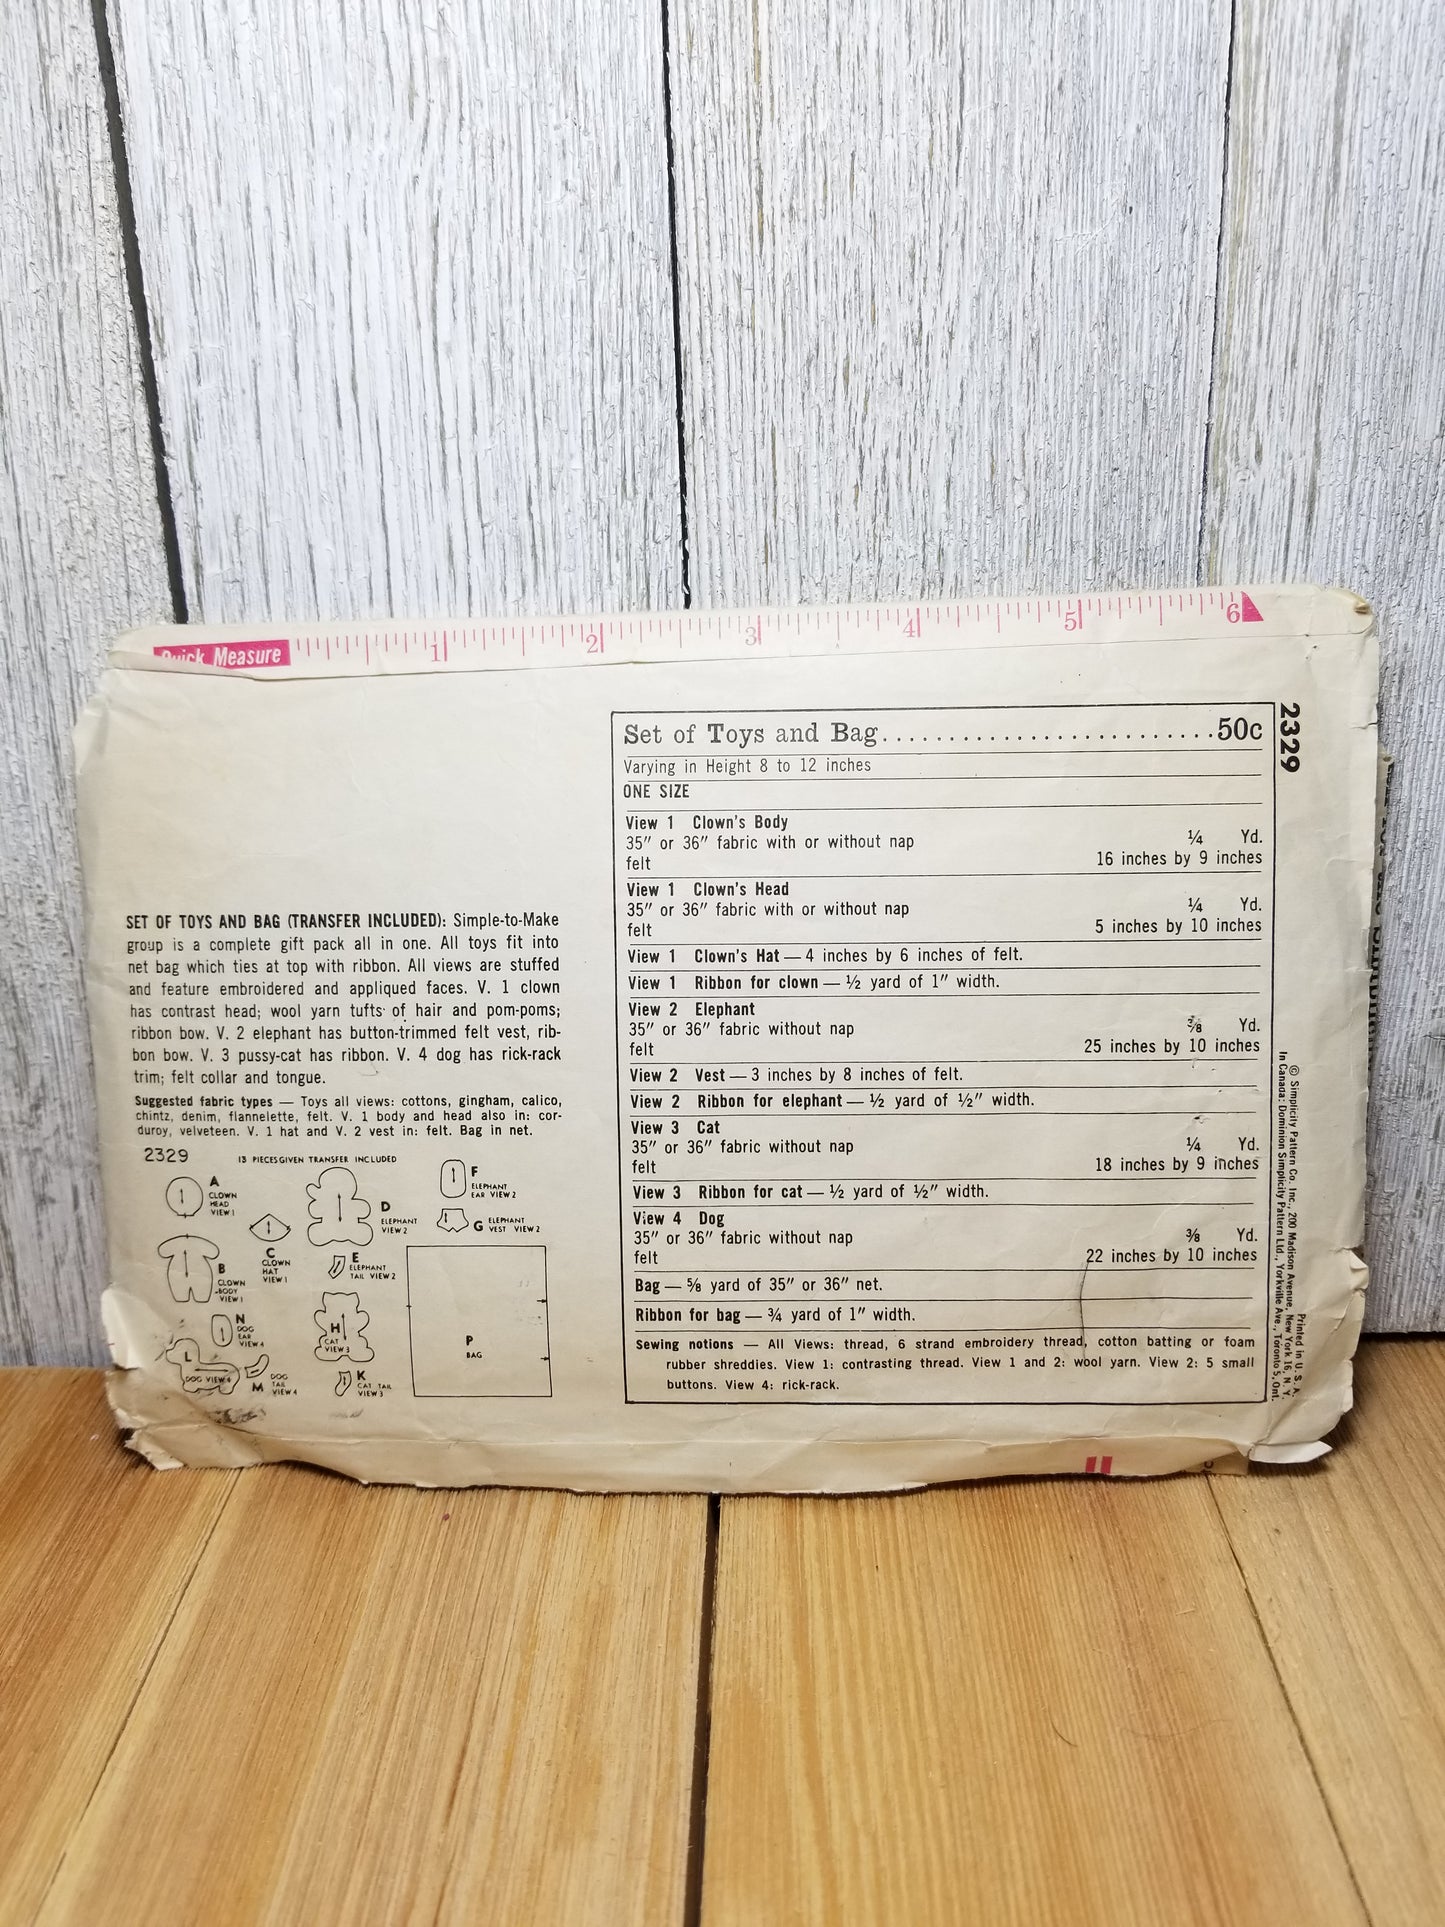 Quick Measure
1 2 3 4 5 6
SET OF TOYS AND BAG (TRANSFER INCLUDED): Simple-to-Make
group is a complete gift pack all in one. All toys fit into
net bag which ties at top with ribbon. All views are stuffed
and feature embroidered and appliqued faces. V. 1 clown
has contrast head; wool yarn tufts of hair and pom-poms;
ribbon bow. V. 2 elephant has button-trimmed felt vest, rib-
bon bow. V. 3 pussy-cat has ribbon. V. 4 dog has rick-rack
trim; felt collar and tongue.
Suggested fabric types — Toys all views: cottons, gingham, calico,
chintz, denim, flannelette, felt. V. 1 body and head also in: cor-
duroy, velveteen. V. 1 hat and V. 2 vest in: felt. Bag in net.
2329
13 PIECES GIVEN TRANSFER INCLUDED
A
CLOWN
HEAD
VIEW 1
B
CLOWN
BODY
VIEW 1
C
CLOWN
HAT
VIEW 1
D
ELEPHANT
VIEW 2
E
ELEPHANT
TAIL VIEW 2
F
ELEPHANT
EAR VIEW 2
G ELEPHANT
VEST VIEW 2
H
CAT
VIEW 3
K
CAT TAIL
VIEW 3
L
DOG VIEW 4
M
DOG
TAIL
VIEW 4
N
DOG
EAR
VIEW 4
P
BAG
Set of Toys and Bag.........................50c
Varying in Height 8 to 12 inches
ONE SIZE
View 1 Clown's Body
35″ or 36″ fabric with or without nap ¼ Yd.
felt 16 inches by 9 inches
View 1 Clown's Head
35″ or 36″ fabric with or without nap ¼ Yd.
felt 5 inches by 10 inches
View 1 Clown's Hat — 4 inches by 6 inches of felt.
View 1 Ribbon for clown — ½ yard of 1″ width.
View 2 Elephant
35″ or 36″ fabric without nap ⅜ Yd.
felt 25 inches by 10 inches
View 2 Vest — 3 inches by 8 inches of felt.
View 2 Ribbon for elephant — ½ yard of ½″ width.
View 3 Cat
35″ or 36″ fabric without nap ¼ Yd.
felt 18 inches by 9 inches
View 3 Ribbon for cat — ½ yard of ½″ width.
View 4 Dog
35″ or 36″ fabric without nap ⅜ Yd.
felt 22 inches by 10 inches
Bag — ⅝ yard of 35″ or 36″ net.
Ribbon for bag — ¾ yard of 1″ width.
Sewing notions — All Views: thread, 6 strand embroidery thread, cotton batting or foam
rubber shreddies. View 1: contrasting thread. View 1 and 2: wool yarn. View 2: 5 small
buttons. View 4: rick-rack.
2329
© Simplicity Pattern Co. Inc., 200 Madison Avenue, New York 16, N. Y.
In Canada: Dominion Simplicity Pattern Ltd., Yorkville Ave., Toronto 5, Ont.
Printed in U. S. A.